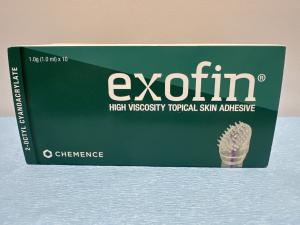 1.0g (1.0 ml) x 10
2-OCTYL CYANOACRYLATE
exofin®
HIGH VISCOSITY TOPICAL SKIN ADHESIVE
CHEMENCE